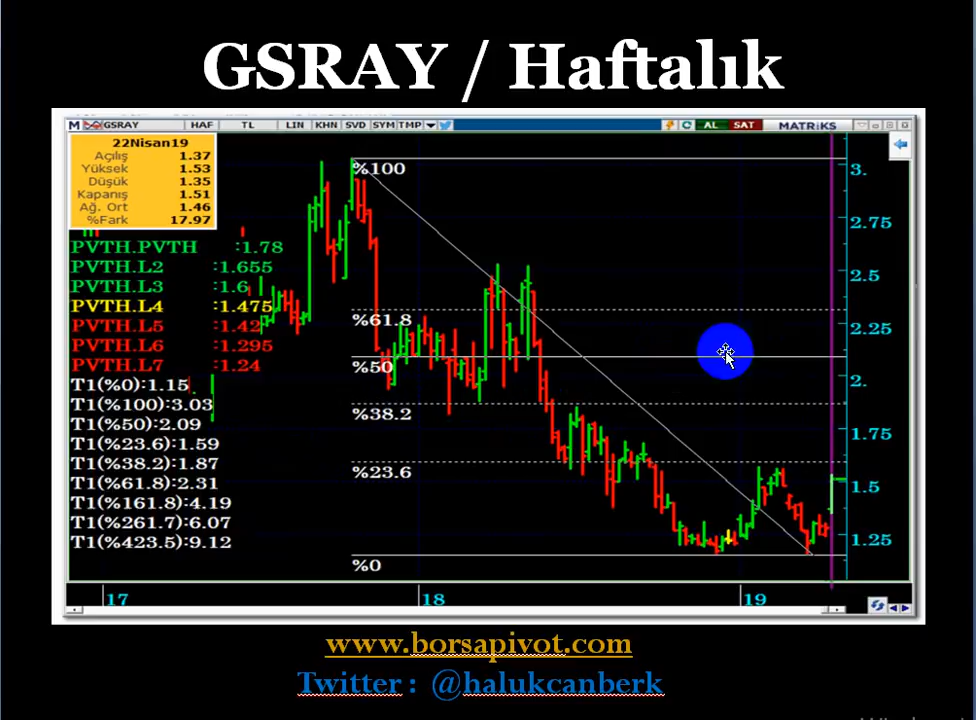 GSRAY / Haftalık
M GSRAY HAF TL LIN KHN SVD SYM TMP AL SAT MATRİKS
22Nisan19
Açılış 1.37
Yüksek 1.53
Düşük 1.35
Kapanış 1.51
Ağ. Ort 1.46
%Fark 17.97
PVTH.PVTH :1.78
PVTH.L2 :1.655
PVTH.L3 :1.6
PVTH.L4 :1.475
PVTH.L5 :1.42
PVTH.L6 :1.295
PVTH.L7 :1.24
T1(%0):1.15
T1(%100):3.03
T1(%50):2.09
T1(%23.6):1.59
T1(%38.2):1.87
T1(%61.8):2.31
T1(%161.8):4.19
T1(%261.7):6.07
T1(%423.5):9.12
%100
%61.8
%50
%38.2
%23.6
%0
3.
2.75
2.5
2.25
2.
1.75
1.5
1.25
17 18 19
www.borsapivot.com
Twitter : @halukcanberk